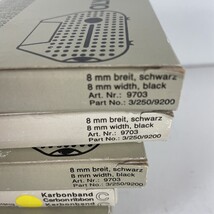 8 mm breit, schwarz
8 mm width, black
Art. Nr.: 9703
Part No.: 3/250/9200
8 mm breit, schwarz
8 mm width, black
Art. Nr.: 9703
Part No.: 3/250/9200
8 mm breit, schwarz
8 mm width, black
Art. Nr.: 9703
Part No.: 3/250/9200
Karbonband
Carbon ribbon
C